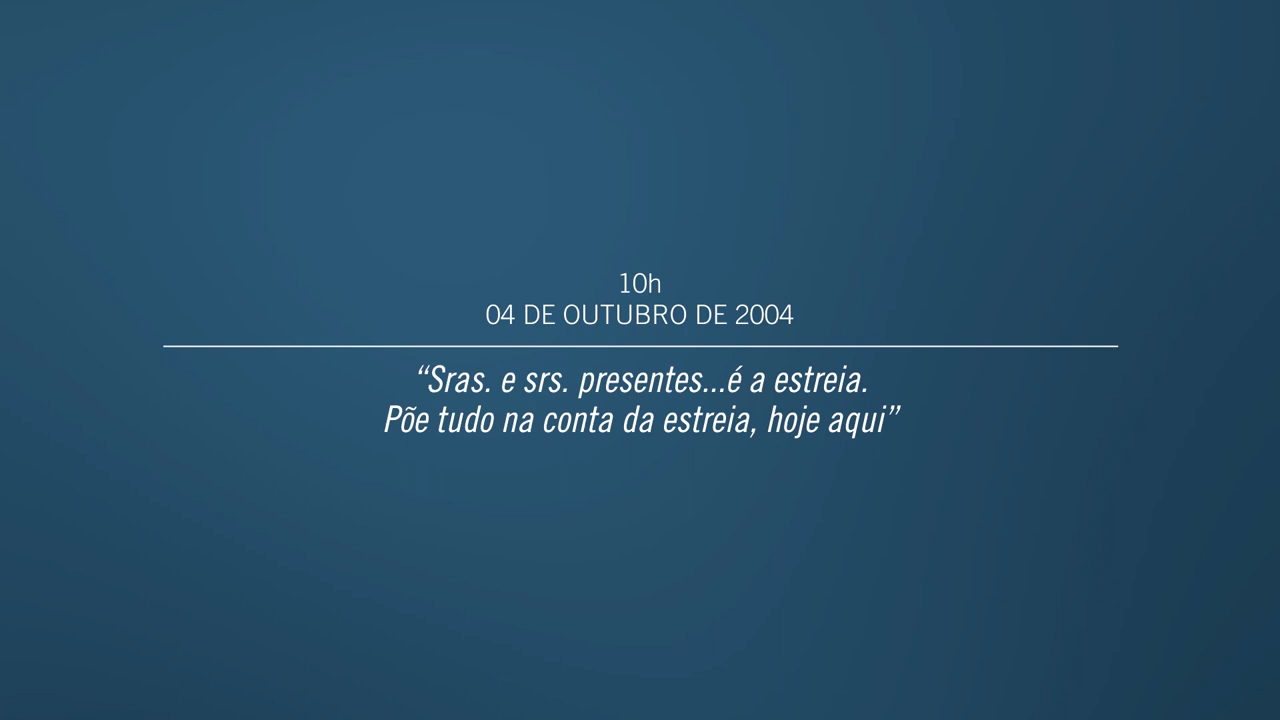 10h
04 DE OUTUBRO DE 2004
“Sras. e srs. presentes...é a estreia.
Põe tudo na conta da estreia, hoje aqui”